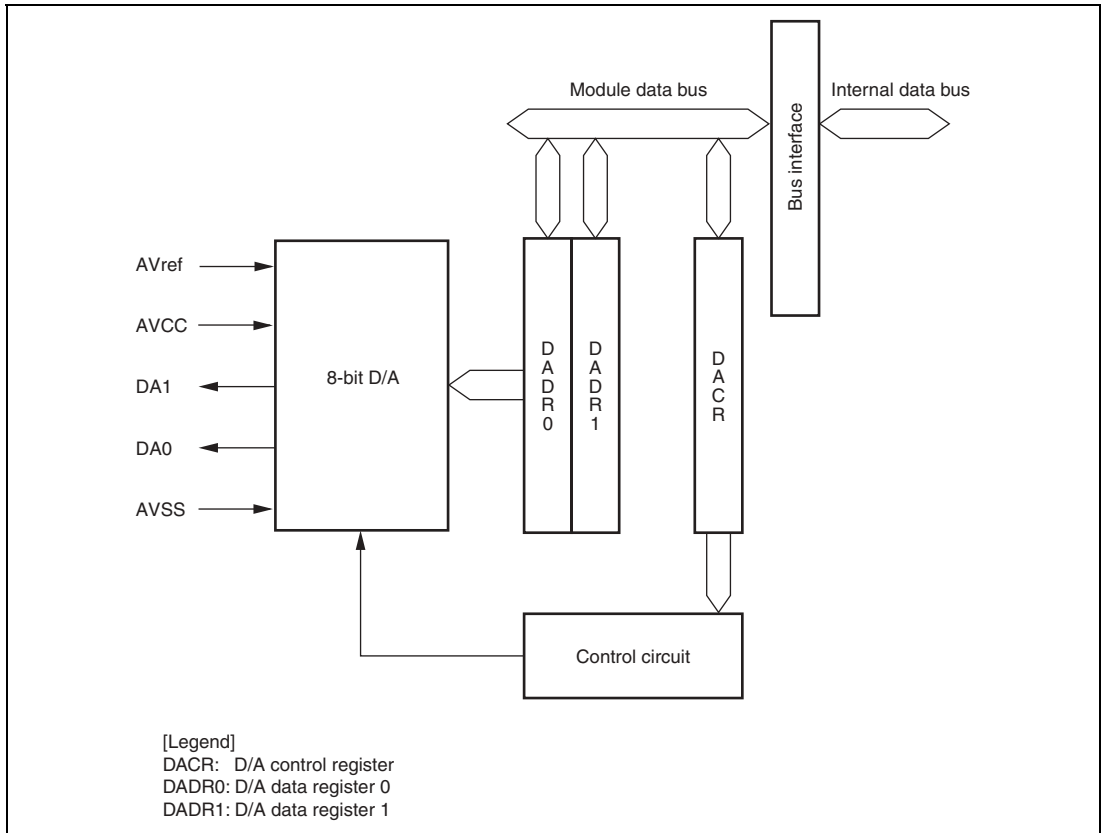 Module data bus
Internal data bus
Bus interface
AVref
AVCC
DA1
DA0
AVSS
8-bit D/A
DADR0
DADR1
DACR
Control circuit
[Legend]
DACR: D/A control register
DADR0: D/A data register 0
DADR1: D/A data register 1